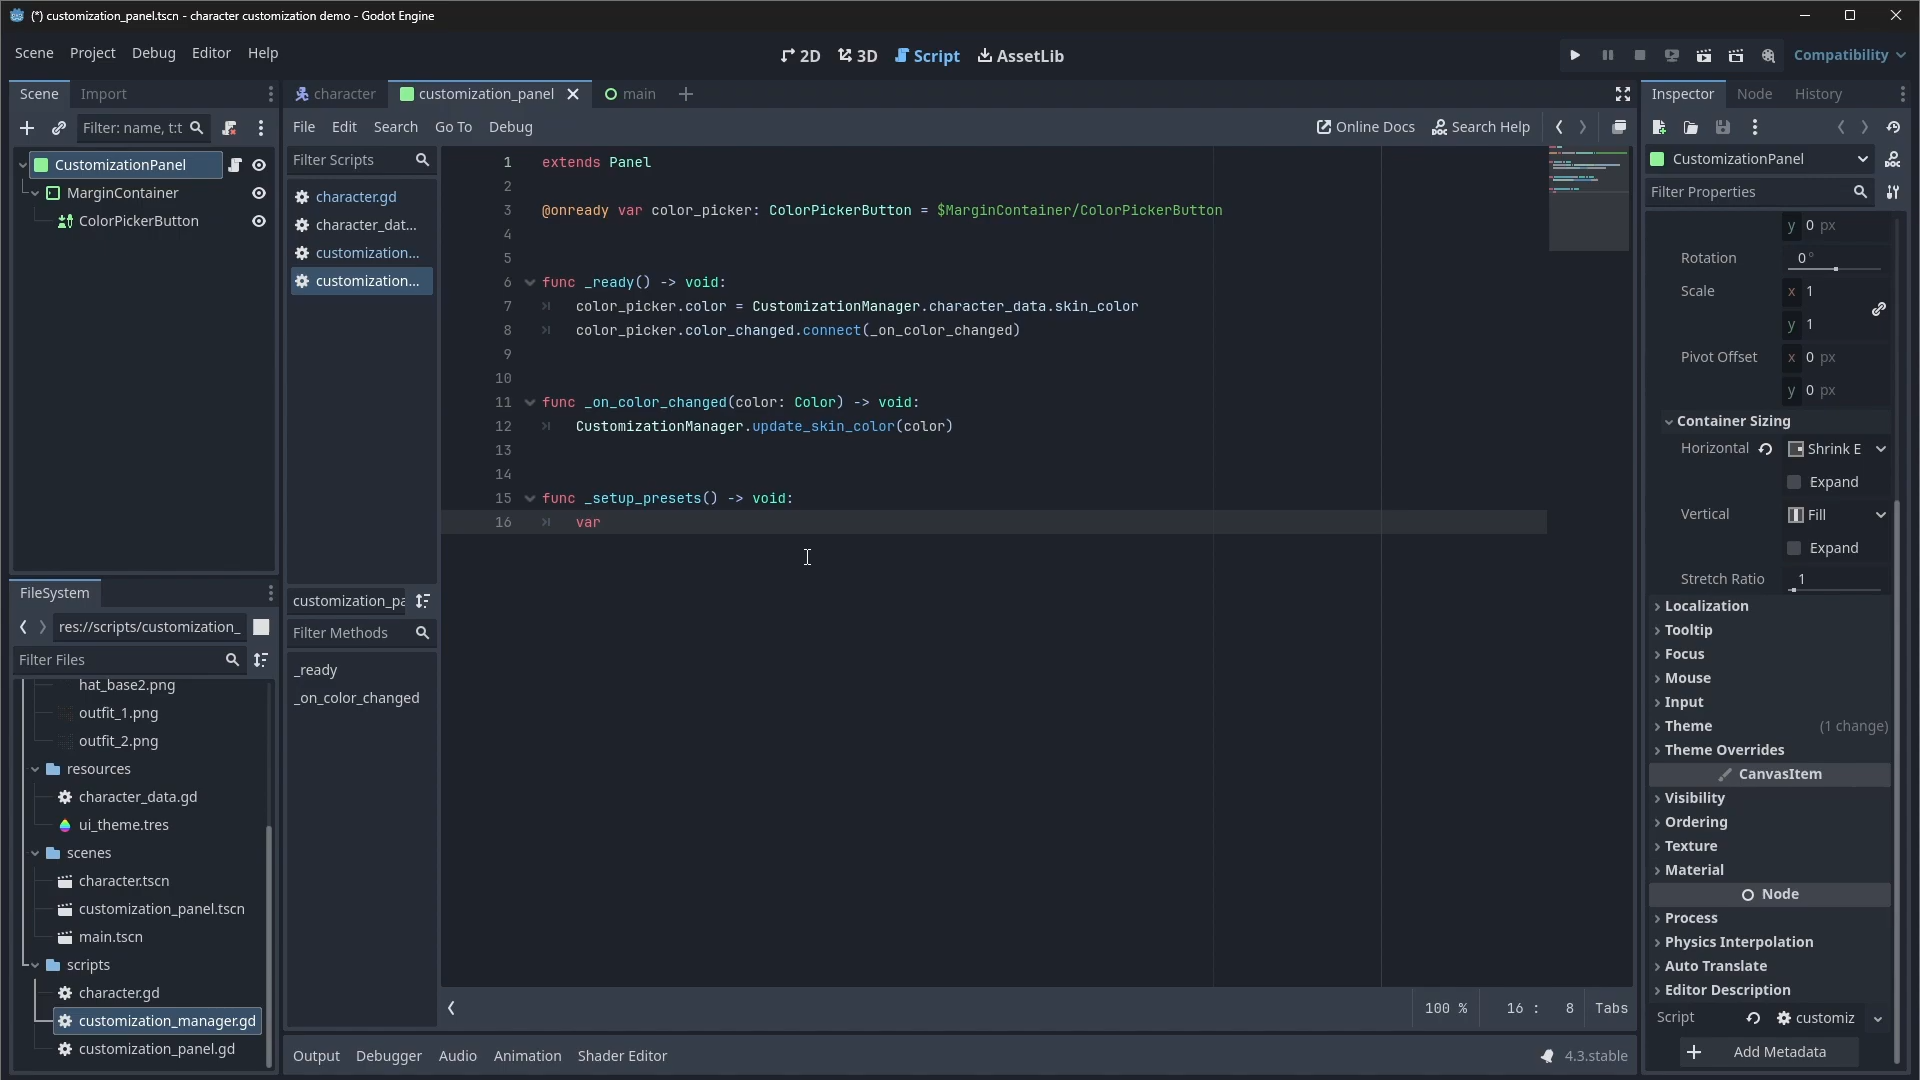 (*) customization_panel.tscn - character customization demo - Godot Engine
Scene Project Debug Editor Help
2D 3D Script AssetLib
Compatibility
Scene Import
Filter: name, t:t
CustomizationPanel
MarginContainer
ColorPickerButton
FileSystem
res://scripts/customization_
Filter Files
hat_base2.png
outfit_1.png
outfit_2.png
resources
character_data.gd
ui_theme.tres
scenes
character.tscn
customization_panel.tscn
main.tscn
scripts
character.gd
customization_manager.gd
customization_panel.gd
character customization_panel main
File Edit Search Go To Debug
Online Docs Search Help
Filter Scripts
character.gd
character_dat...
customization...
customization...
customization_pa
Filter Methods
_ready
_on_color_changed
1 extends Panel
2
3 @onready var color_picker: ColorPickerButton = $MarginContainer/ColorPickerButton
4
5
6 func _ready() -> void:
7 color_picker.color = CustomizationManager.character_data.skin_color
8 color_picker.color_changed.connect(_on_color_changed)
9
10
11 func _on_color_changed(color: Color) -> void:
12 CustomizationManager.update_skin_color(color)
13
14
15 func _setup_presets() -> void:
16 var
100 % 16 : 8 Tabs
Output Debugger Audio Animation Shader Editor
4.3.stable
Inspector Node History
CustomizationPanel
Filter Properties
y 0 px
Rotation 0 °
Scale x 1
y 1
Pivot Offset x 0 px
y 0 px
Container Sizing
Horizontal Shrink E
Expand
Vertical Fill
Expand
Stretch Ratio 1
Localization
Tooltip
Focus
Mouse
Input
Theme (1 change)
Theme Overrides
CanvasItem
Visibility
Ordering
Texture
Material
Node
Process
Physics Interpolation
Auto Translate
Editor Description
Script customiz
Add Metadata